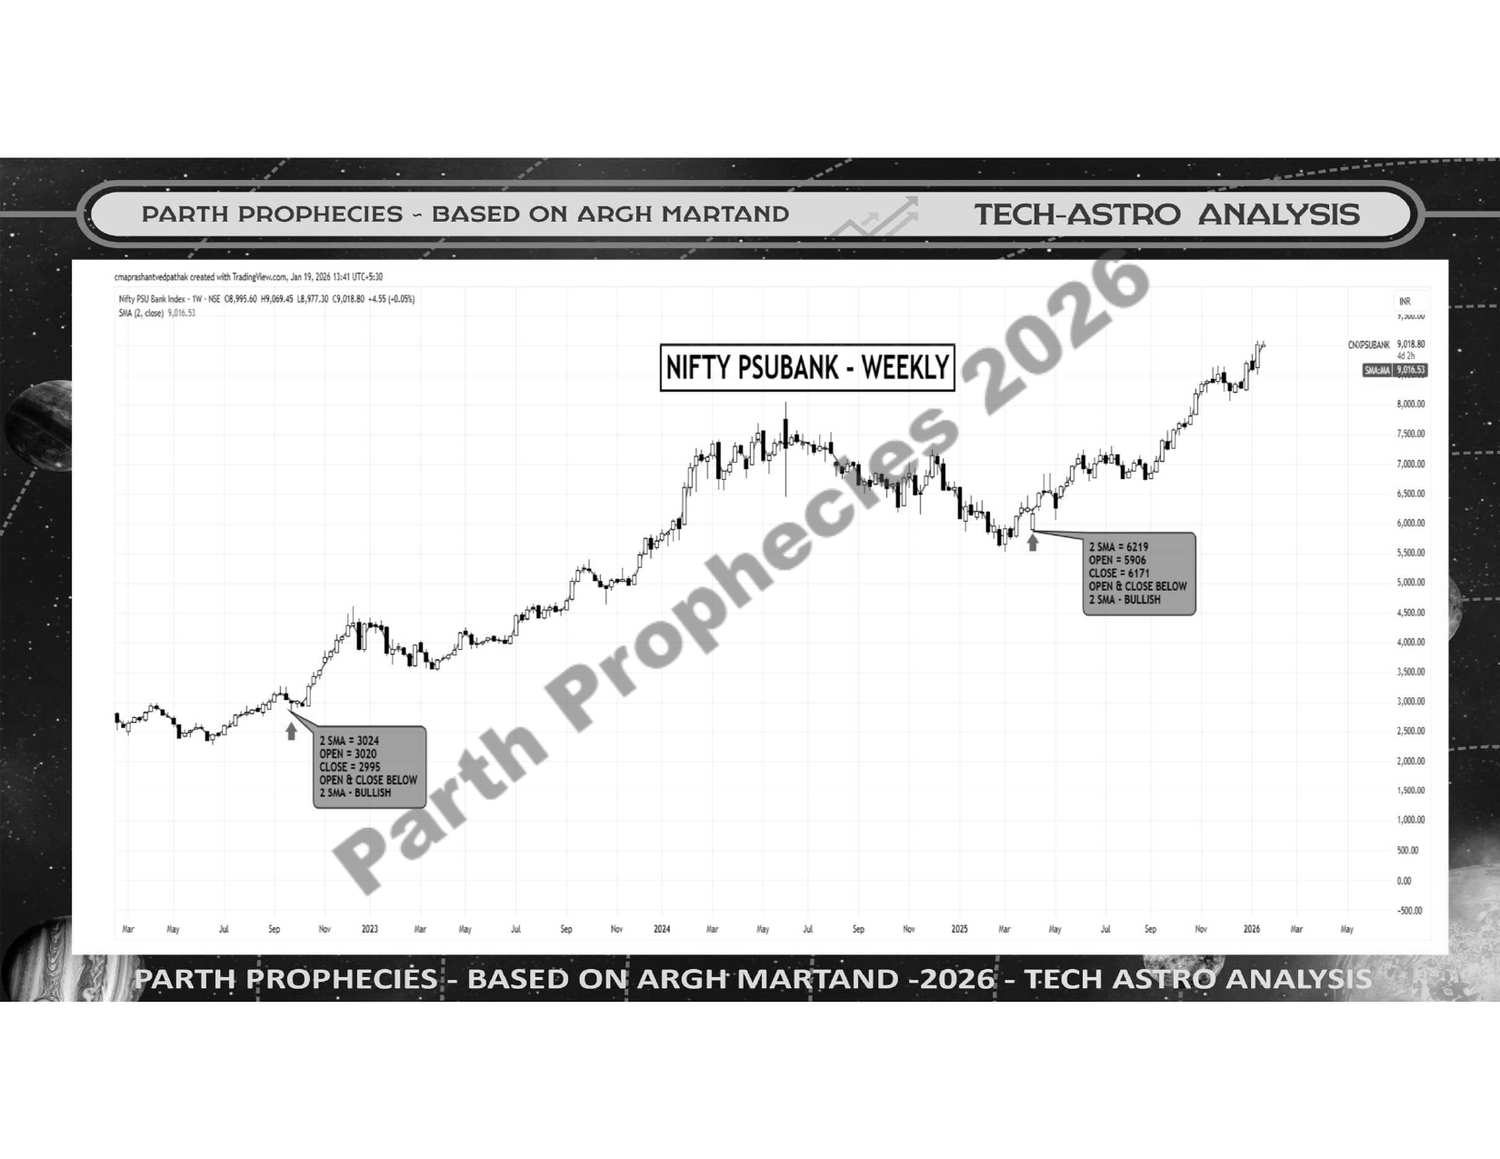 PARTH PROPHECIES ~ BASED ON ARGH MARTAND
TECH-ASTRO ANALYSIS
cmaprashantvedpathak created with TradingView.com, Jan 19, 2026 13:41 UTC+5:30
Nifty PSU Bank Index - 1W - NSE O8,995.60 H9,069.45 L8,977.30 C9,018.80 +4.55 (+0.05%)
SMA (2, close) 9,016.53
INR
NIFTY PSUBANK - WEEKLY
CNXPSUBANK 9,018.80
4d 2h
SMA:MA 9,016.53
8,000.00
7,500.00
7,000.00
6,500.00
6,000.00
5,500.00
5,000.00
4,500.00
4,000.00
3,500.00
3,000.00
2,500.00
2,000.00
1,500.00
1,000.00
500.00
0.00
-500.00
2 SMA = 6219
OPEN = 5906
CLOSE = 6171
OPEN & CLOSE BELOW
2 SMA - BULLISH
2 SMA = 3024
OPEN = 3020
CLOSE = 2995
OPEN & CLOSE BELOW
2 SMA - BULLISH
Parth Prophecies 2026
Mar May Jul Sep Nov 2023 Mar May Jul Sep Nov 2024 Mar May Jul Sep Nov 2025 Mar May Jul Sep Nov 2026 Mar May
PARTH PROPHECIES - BASED ON ARGH MARTAND -2026 - TECH ASTRO ANALYSIS